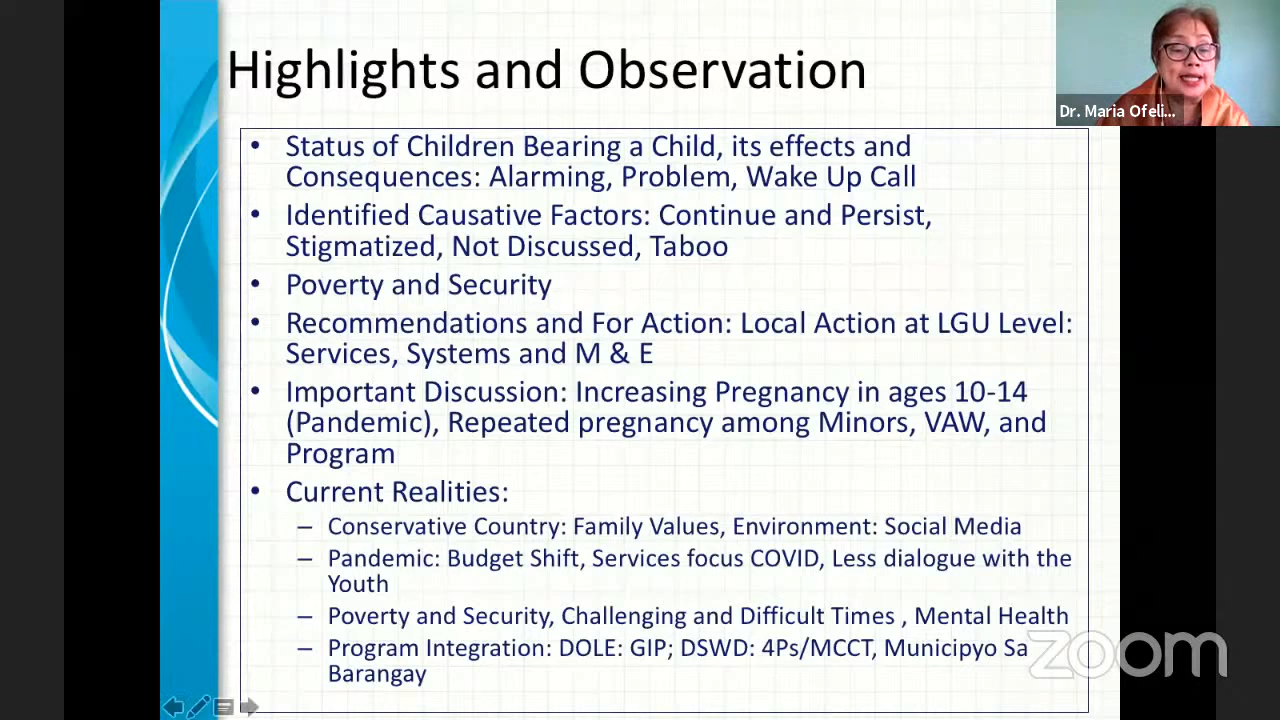 Highlights and Observation
Dr. Maria Ofeli...
• Status of Children Bearing a Child, its effects and
Consequences: Alarming, Problem, Wake Up Call
• Identified Causative Factors: Continue and Persist,
Stigmatized, Not Discussed, Taboo
• Poverty and Security
• Recommendations and For Action: Local Action at LGU Level:
Services, Systems and M & E
• Important Discussion: Increasing Pregnancy in ages 10-14
(Pandemic), Repeated pregnancy among Minors, VAW, and
Program
• Current Realities:
– Conservative Country: Family Values, Environment: Social Media
– Pandemic: Budget Shift, Services focus COVID, Less dialogue with the
Youth
– Poverty and Security, Challenging and Difficult Times , Mental Health
– Program Integration: DOLE: GIP; DSWD: 4Ps/MCCT, Municipyo Sa
Barangay
zoom